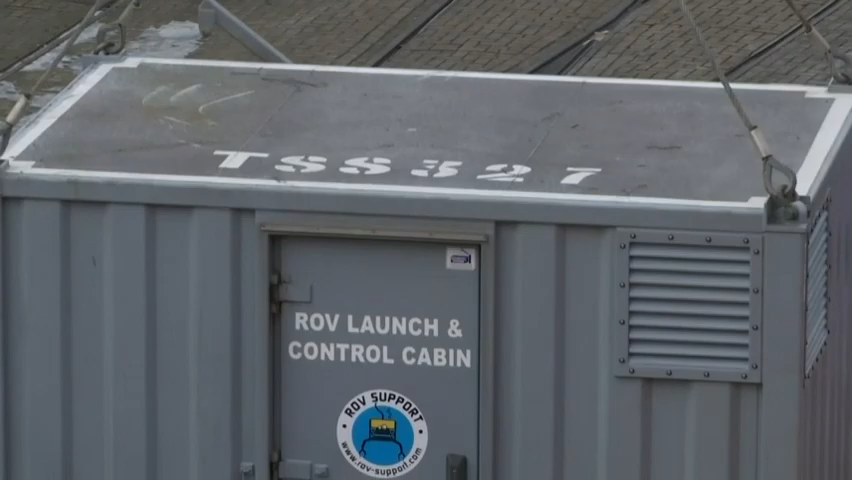 TSS327
ROV LAUNCH &
CONTROL CABIN
ROV SUPPORT
www.rov-support.com